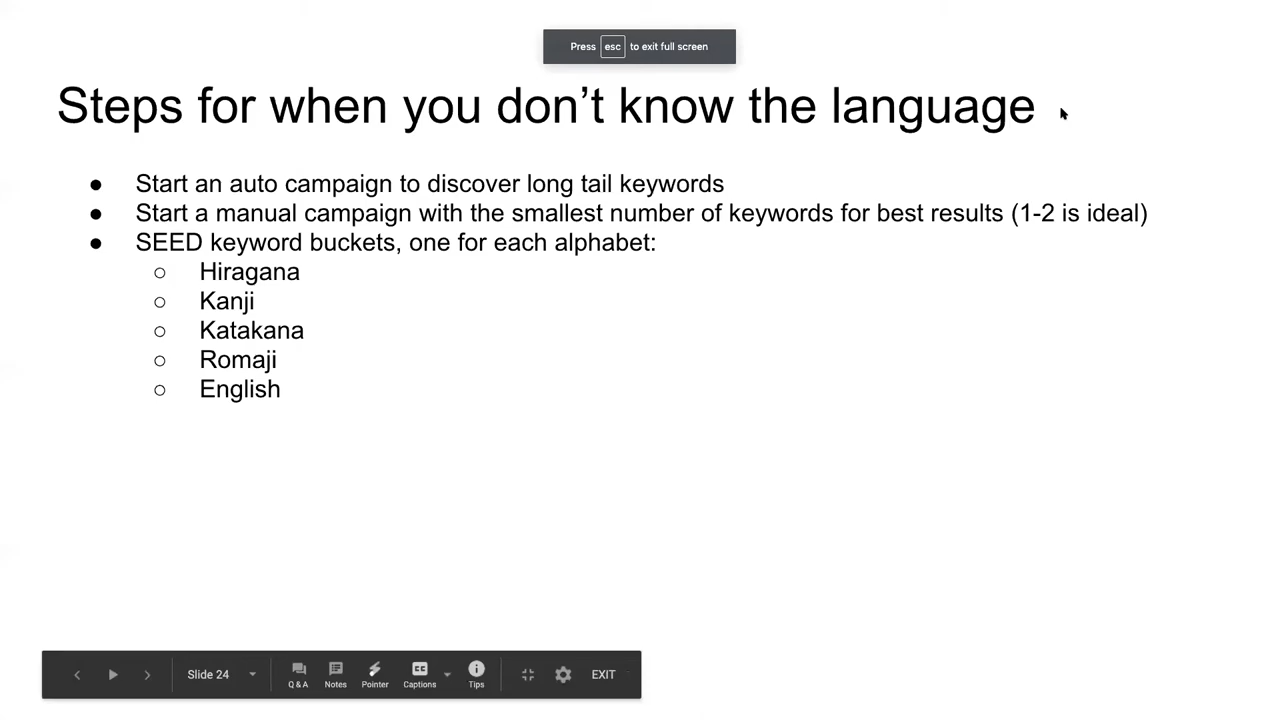 Press esc to exit full screen
Steps for when you don't know the language
● Start an auto campaign to discover long tail keywords
● Start a manual campaign with the smallest number of keywords for best results (1-2 is ideal)
● SEED keyword buckets, one for each alphabet:
○ Hiragana
○ Kanji
○ Katakana
○ Romaji
○ English
Slide 24 Q & A Notes Pointer CC Captions Tips EXIT